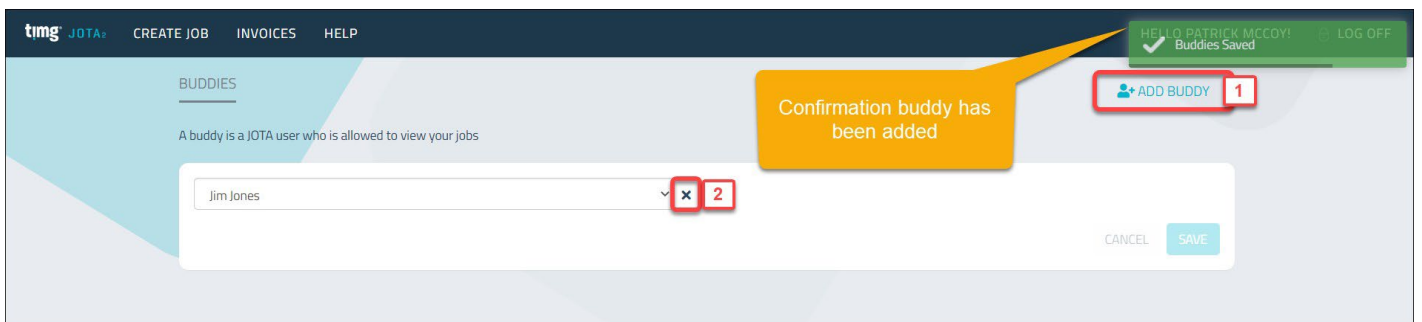 tımg JOTA2 CREATE JOB INVOICES HELP HELLO PATRICK MCCOY! LOG OFF
Buddies Saved
BUDDIES
ADD BUDDY 1
Confirmation buddy has
been added
A buddy is a JOTA user who is allowed to view your jobs
Jim Jones
2
CANCEL SAVE